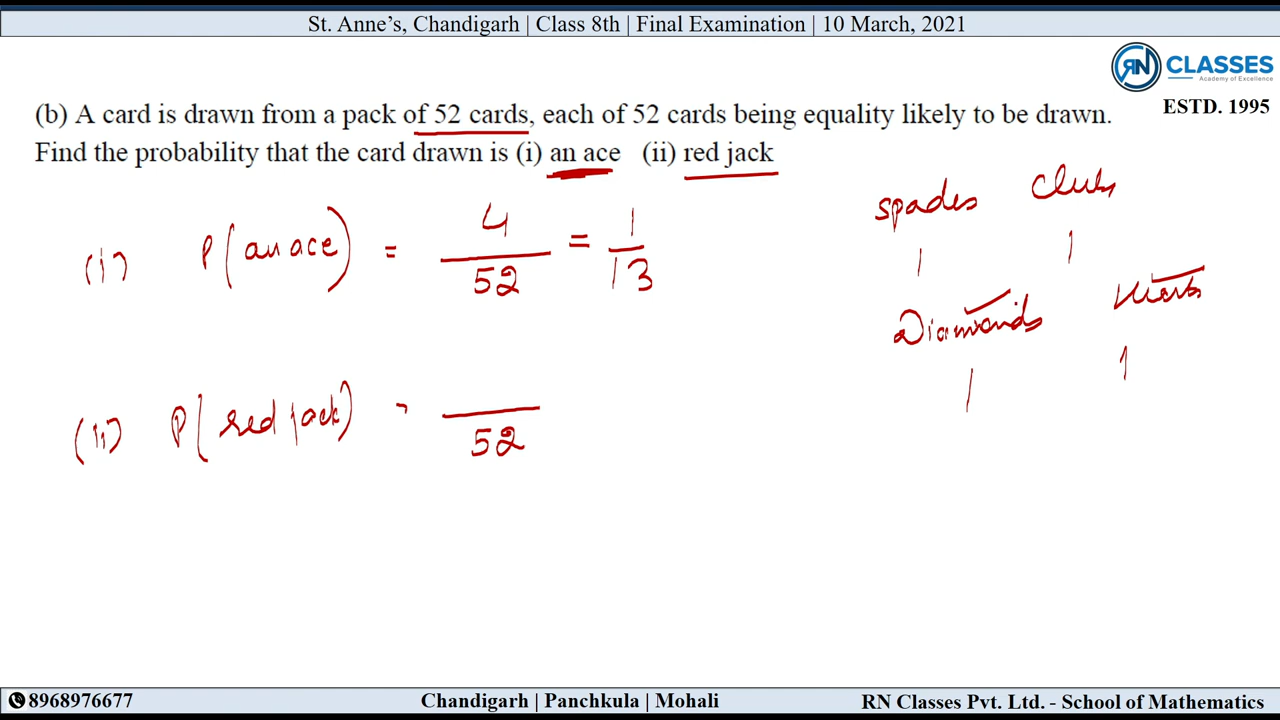 St. Anne's, Chandigarh | Class 8th | Final Examination | 10 March, 2021
RN CLASSES
Academy of Excellence
ESTD. 1995
(b) A card is drawn from a pack of 52 cards, each of 52 cards being equality likely to be drawn.
Find the probability that the card drawn is (i) an ace (ii) red jack
spades clubs
1 1
(i) P(an ace) = 4/52 = 1/13
Diamonds Hearts
1 1
(ii) P(red jack) = /52
8968976677
Chandigarh | Panchkula | Mohali
RN Classes Pvt. Ltd. - School of Mathematics